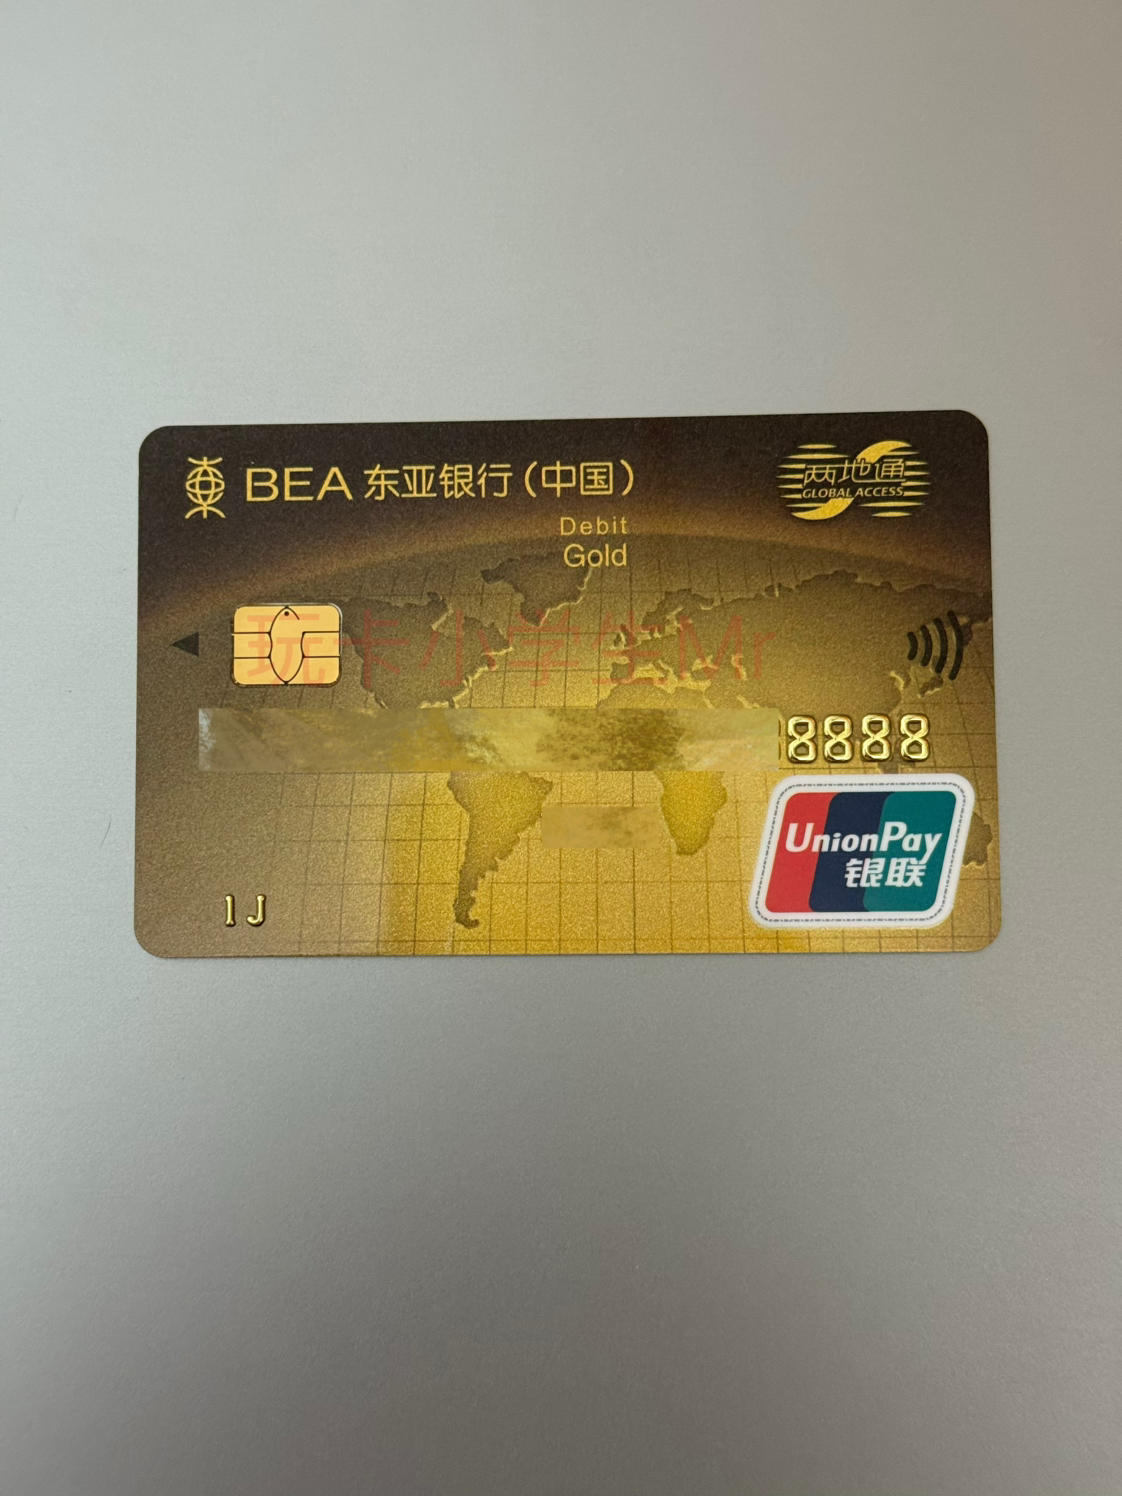 BEA 东亚银行(中国)
两地通
GLOBAL ACCESS
Debit
Gold
玩卡小学生Mr
8888
UnionPay
银联
1J